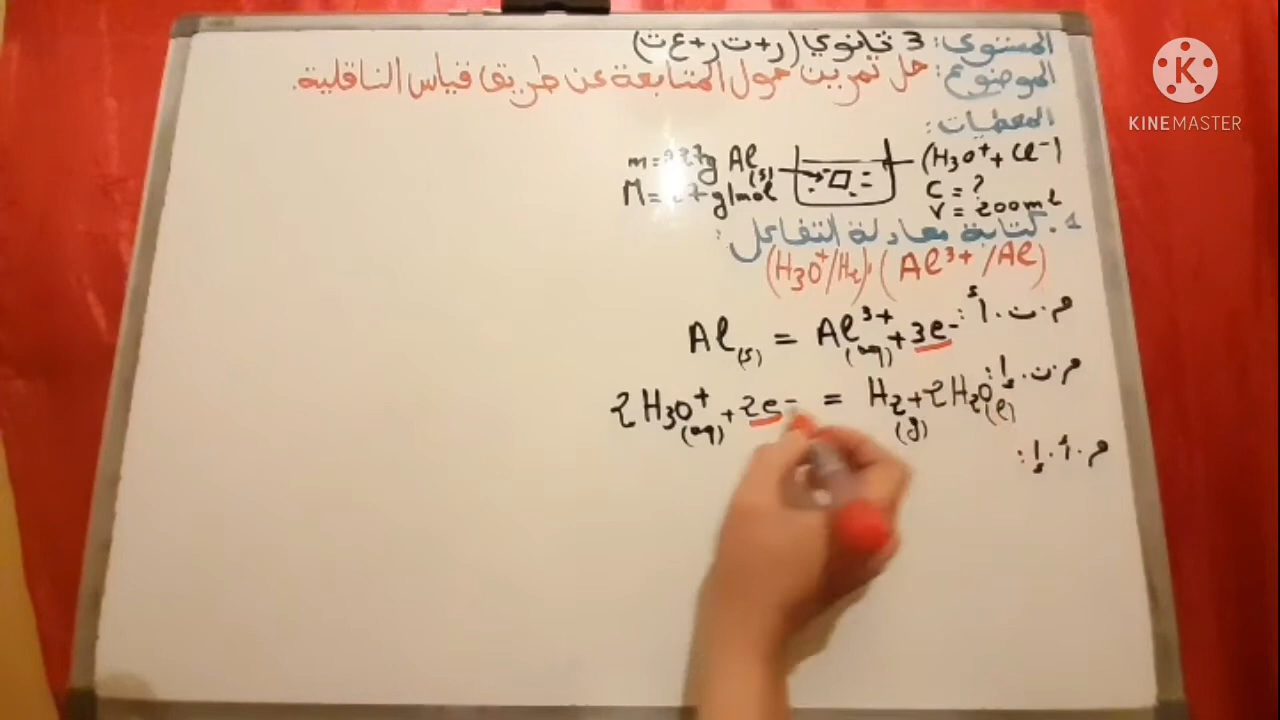 المستوى: 3 ثانوي (ر+ت ر+ع ت)
الموضوع: حل تمرين حول المتابعة عن طريق قياس الناقلية.
K
KINEMASTER
المعطيات:
(H3O+ + Cl-)
C = ?
V = 200ml
Al(s)
M= g/mol
1. كتابة معادلة التفاعل:
(H3O+/H2), (Al3+/Al)
م.ن.أ: Al(s) = Al3+(aq) + 3e-
م.ن.إ: 2H3O+(aq) + 2e- = H2(g) + 2H2O(l)
م.أ.إ: